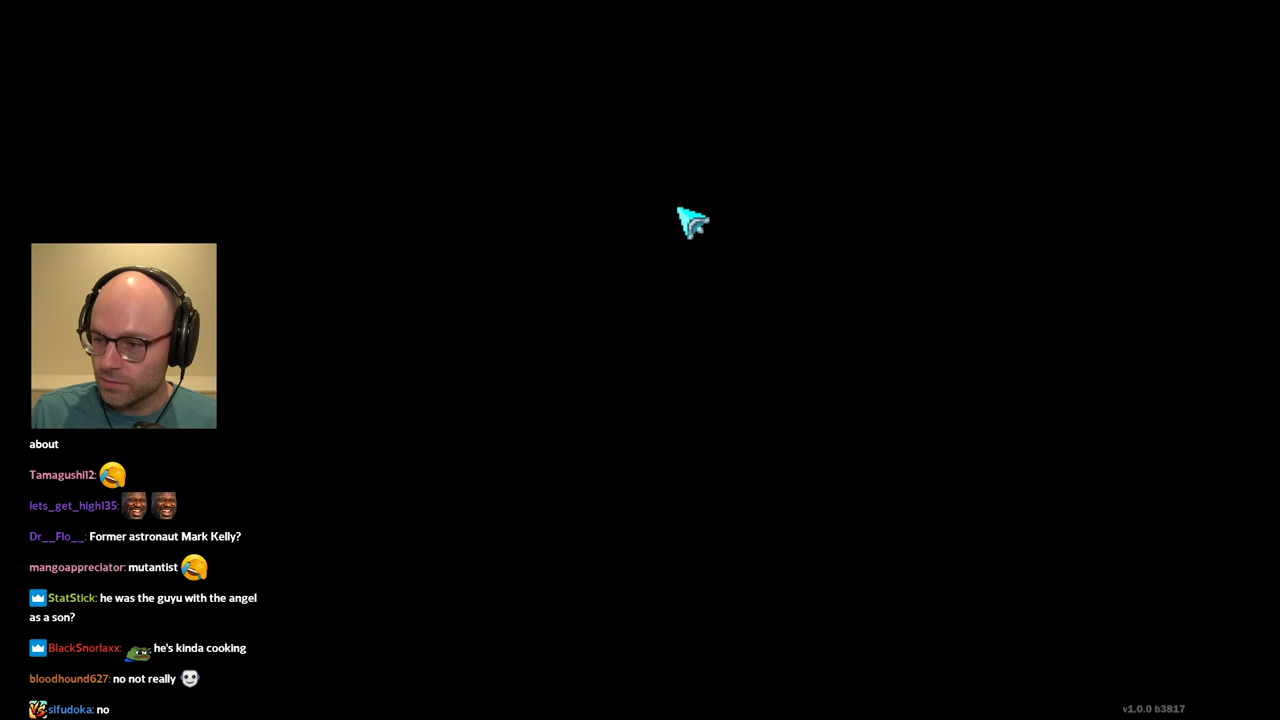 about
Tamagushi12:
lets_get_high135:
Dr__Flo__: Former astronaut Mark Kelly?
mangoappreciator: mutantist
StatStick: he was the guyu with the angel
as a son?
BlackSnorlaxx: he's kinda cooking
bloodhound627: no not really
sifudoka: no
v1.0.0 b3817